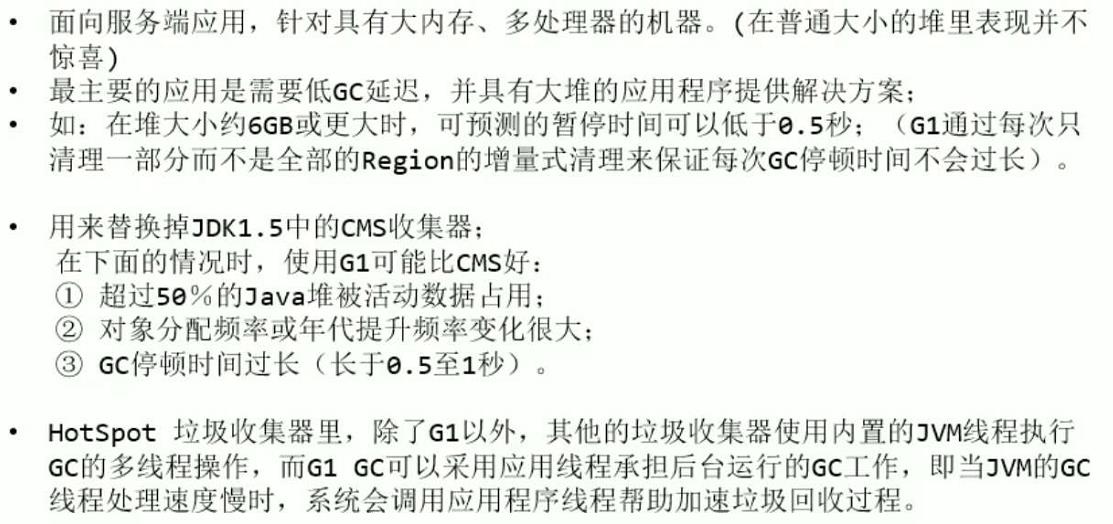 • 面向服务端应用，针对具有大内存、多处理器的机器。(在普通大小的堆里表现并不
惊喜)
• 最主要的应用是需要低GC延迟，并具有大堆的应用程序提供解决方案；
• 如：在堆大小约6GB或更大时，可预测的暂停时间可以低于0.5秒；（G1通过每次只
清理一部分而不是全部的Region的增量式清理来保证每次GC停顿时间不会过长）。
• 用来替换掉JDK1.5中的CMS收集器；
在下面的情况时，使用G1可能比CMS好：
① 超过50％的Java堆被活动数据占用；
② 对象分配频率或年代提升频率变化很大；
③ GC停顿时间过长（长于0.5至1秒）。
• HotSpot 垃圾收集器里，除了G1以外，其他的垃圾收集器使用内置的JVM线程执行
GC的多线程操作，而G1 GC可以采用应用线程承担后台运行的GC工作，即当JVM的GC
线程处理速度慢时，系统会调用应用程序线程帮助加速垃圾回收过程。